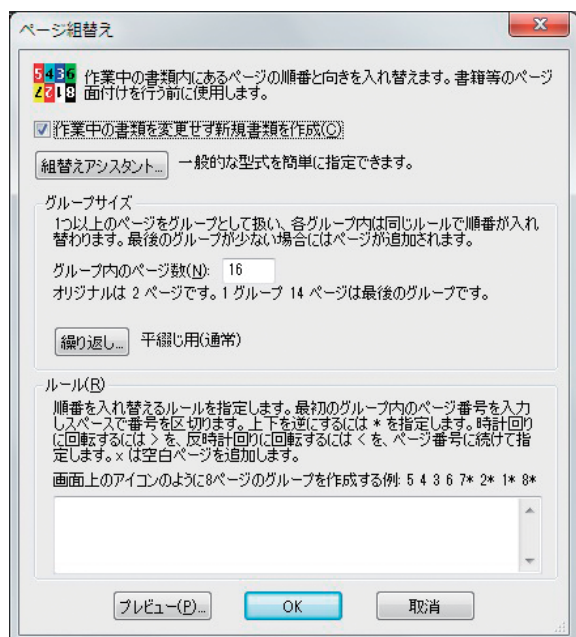 ページ組替え
5 4 3 6
2 7 1 8
作業中の書類内にあるページの順番と向きを入れ替えます。書籍等のページ
面付けを行う前に使用します。
作業中の書類を変更せず新規書類を作成(C)
組替えアシスタント... 一般的な型式を簡単に指定できます。
グループサイズ
1つ以上のページをグループとして扱い、各グループ内は同じルールで順番が入れ
替わります。最後のグループが少ない場合にはページが追加されます。
グループ内のページ数(N): 16
オリジナルは 2 ページです。1 グループ 14 ページは最後のグループです。
繰り返し... 平綴じ用(通常)
ルール(R)
順番を入れ替えるルールを指定します。最初のグループ内のページ番号を入力
しスペースで番号を区切ります。上下を逆にするには * を指定します。時計回り
に回転するには > を、反時計回りに回転するには < を、ページ番号に続けて指
定します。x は空白ページを追加します。
画面上のアイコンのように8ページのグループを作成する例: 5 4 3 6 7* 2* 1* 8*
プレビュー(P)... OK 取消